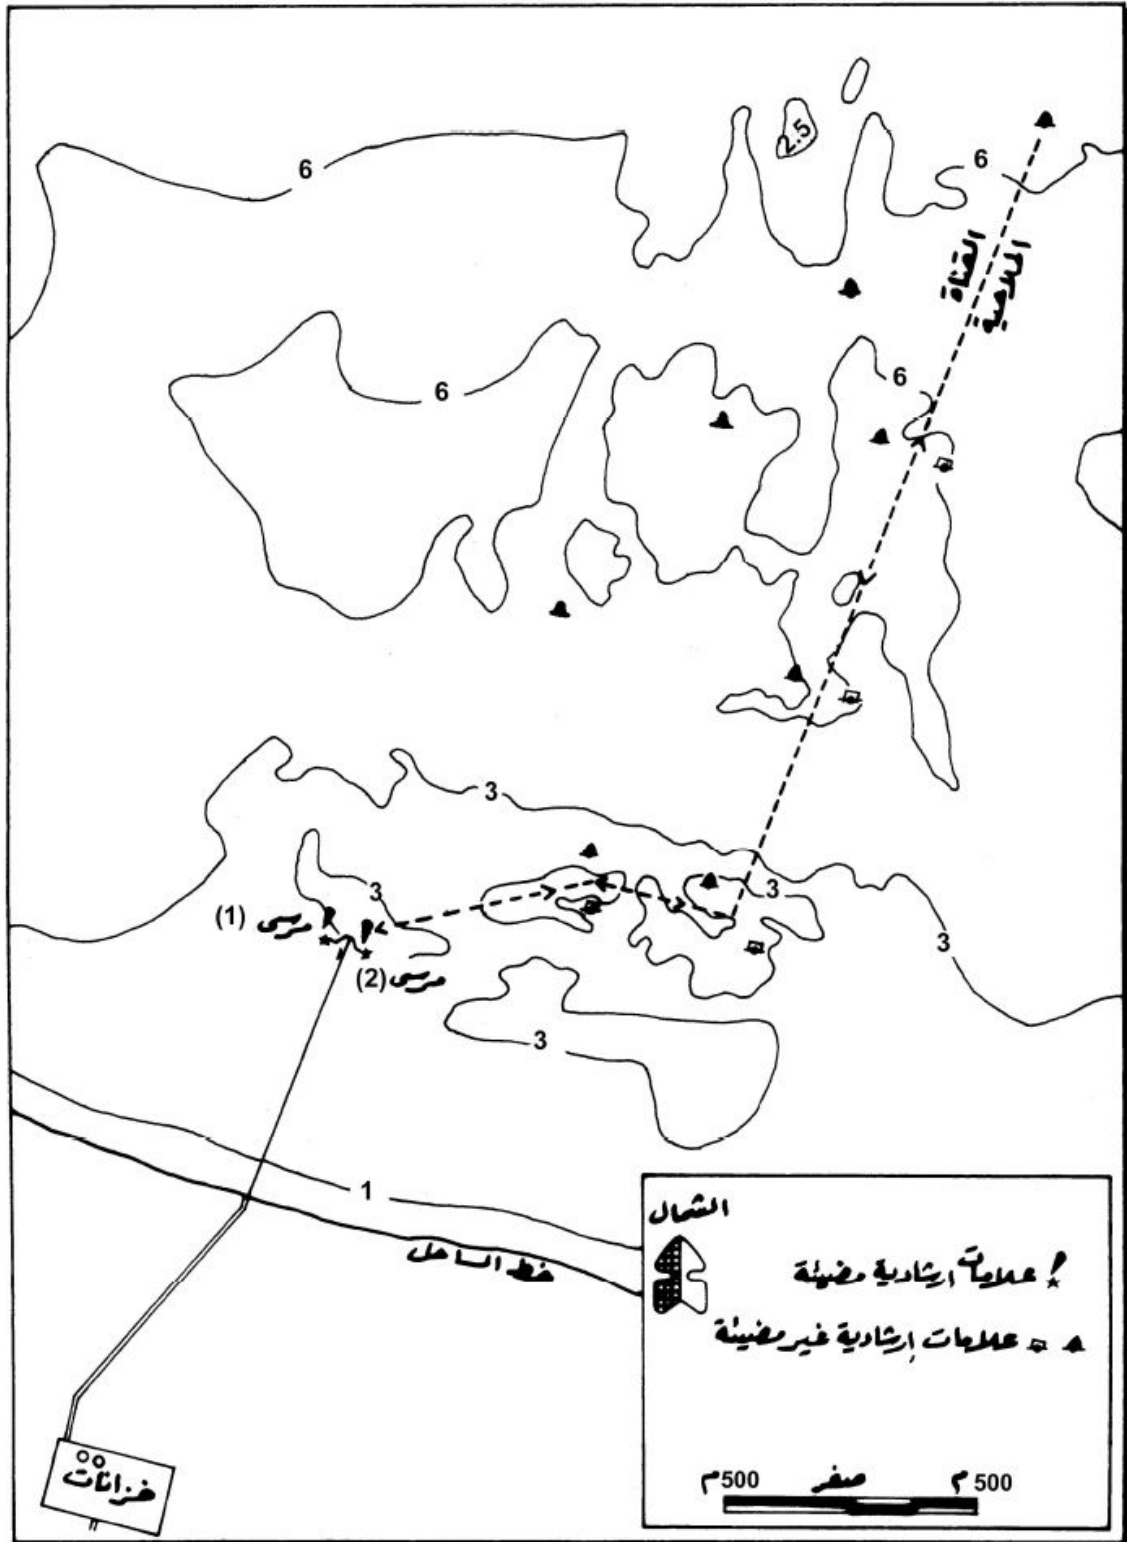 2.5
6
6
القناة
الملاحية
6
6
3
3
3
3
(1) مرسى
(2) مرسى
3
1
خط الساحل
الشمال
علامات ارشادية مضيئة
علامات إرشادية غير مضيئة
500م صفر 500 م
خزانات